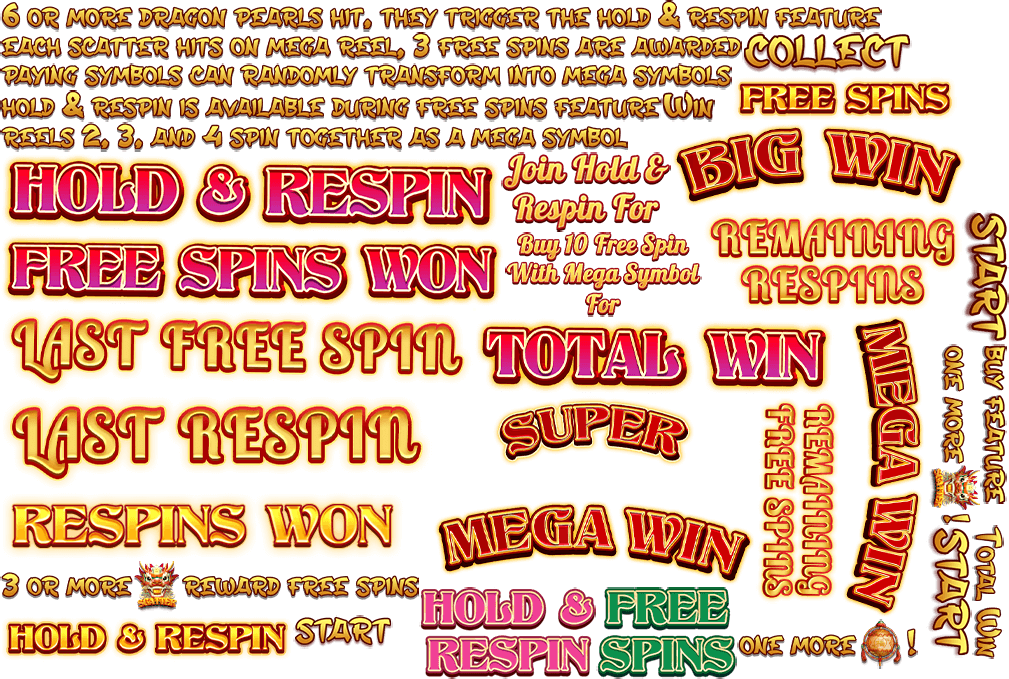 6 OR MORE DRAGON PEARLS HIT, THEY TRIGGER THE HOLD & RESPIN FEATURE
EACH SCATTER HITS ON MEGA REEL, 3 FREE SPINS ARE AWARDED
COLLECT
PAYING SYMBOLS CAN RANDOMLY TRANSFORM INTO MEGA SYMBOLS
FREE SPINS
HOLD & RESPIN IS AVAILABLE DURING FREE SPINS FEATURE
WIN
REELS 2, 3, AND 4 SPIN TOGETHER AS A MEGA SYMBOL
HOLD & RESPIN
Join Hold &
Respin For
BIG WIN
FREE SPINS WON
Buy 10 Free Spin
With Mega Symbol
For
REMAINING
RESPINS
START
LAST FREE SPIN
TOTAL WIN
MEGA WIN
BUY FEATURE
ONE MORE
!
LAST RESPIN
SUPER
REMAINING
FREE SPINS
RESPINS WON
MEGA WIN
TOTAL WIN
START
3 OR MORE SCATTER REWARD FREE SPINS
HOLD & RESPIN
START
HOLD &
RESPIN
FREE
SPINS
ONE MORE !